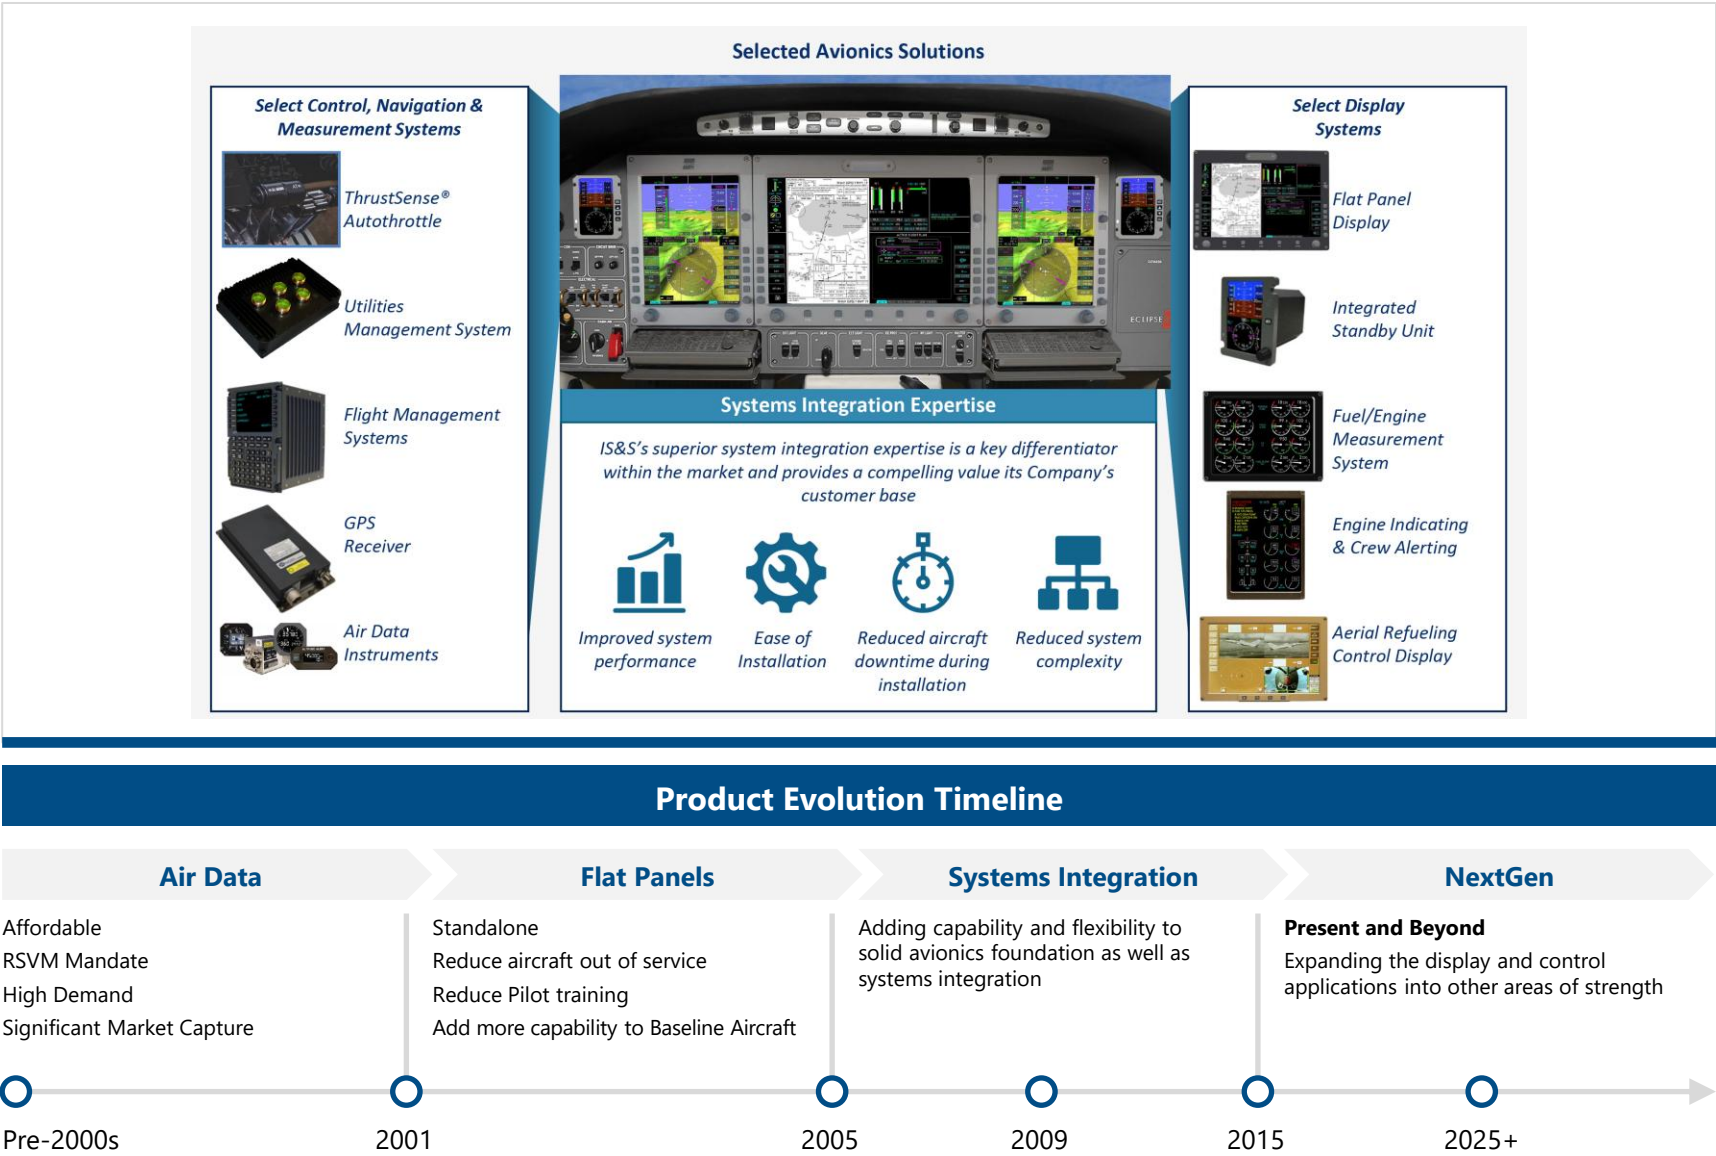 Selected Avionics Solutions
Select Control, Navigation &
Measurement Systems
ThrustSense®
Autothrottle
Utilities
Management System
Flight Management
Systems
GPS
Receiver
Air Data
Instruments
ECLIPSE
Systems Integration Expertise
IS&S's superior system integration expertise is a key differentiator
within the market and provides a compelling value its Company's
customer base
Improved system
performance
Ease of
Installation
Reduced aircraft
downtime during
installation
Reduced system
complexity
Select Display
Systems
Flat Panel
Display
Integrated
Standby Unit
Fuel/Engine
Measurement
System
Engine Indicating
& Crew Alerting
Aerial Refueling
Control Display
Product Evolution Timeline
Air Data
Affordable
RSVM Mandate
High Demand
Significant Market Capture
Flat Panels
Standalone
Reduce aircraft out of service
Reduce Pilot training
Add more capability to Baseline Aircraft
Systems Integration
Adding capability and flexibility to
solid avionics foundation as well as
systems integration
NextGen
Present and Beyond
Expanding the display and control
applications into other areas of strength
Pre-2000s
2001
2005
2009
2015
2025+